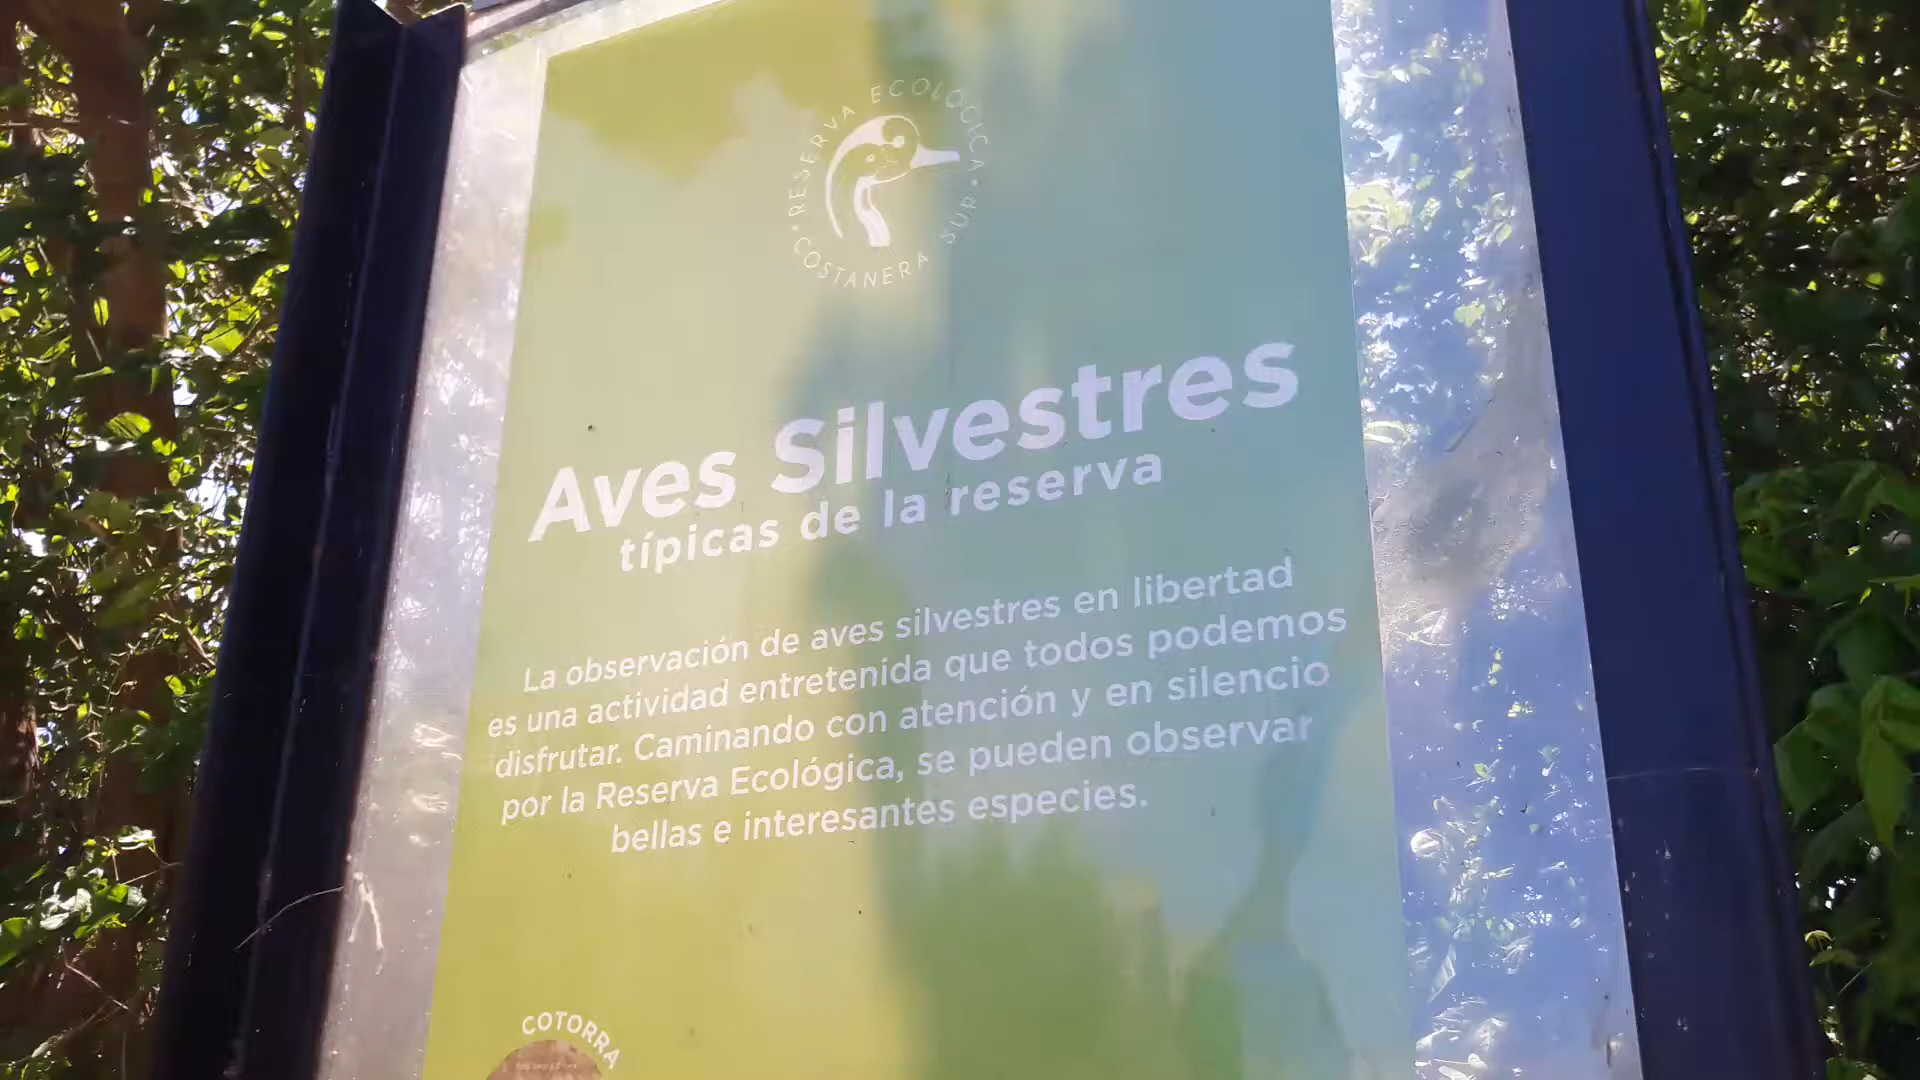 RESERVA ECOLOGICA
COSTANERA SUR
Aves Silvestres
típicas de la reserva
La observación de aves silvestres en libertad
es una actividad entretenida que todos podemos
disfrutar. Caminando con atención y en silencio
por la Reserva Ecológica, se pueden observar
bellas e interesantes especies.
COTORRA